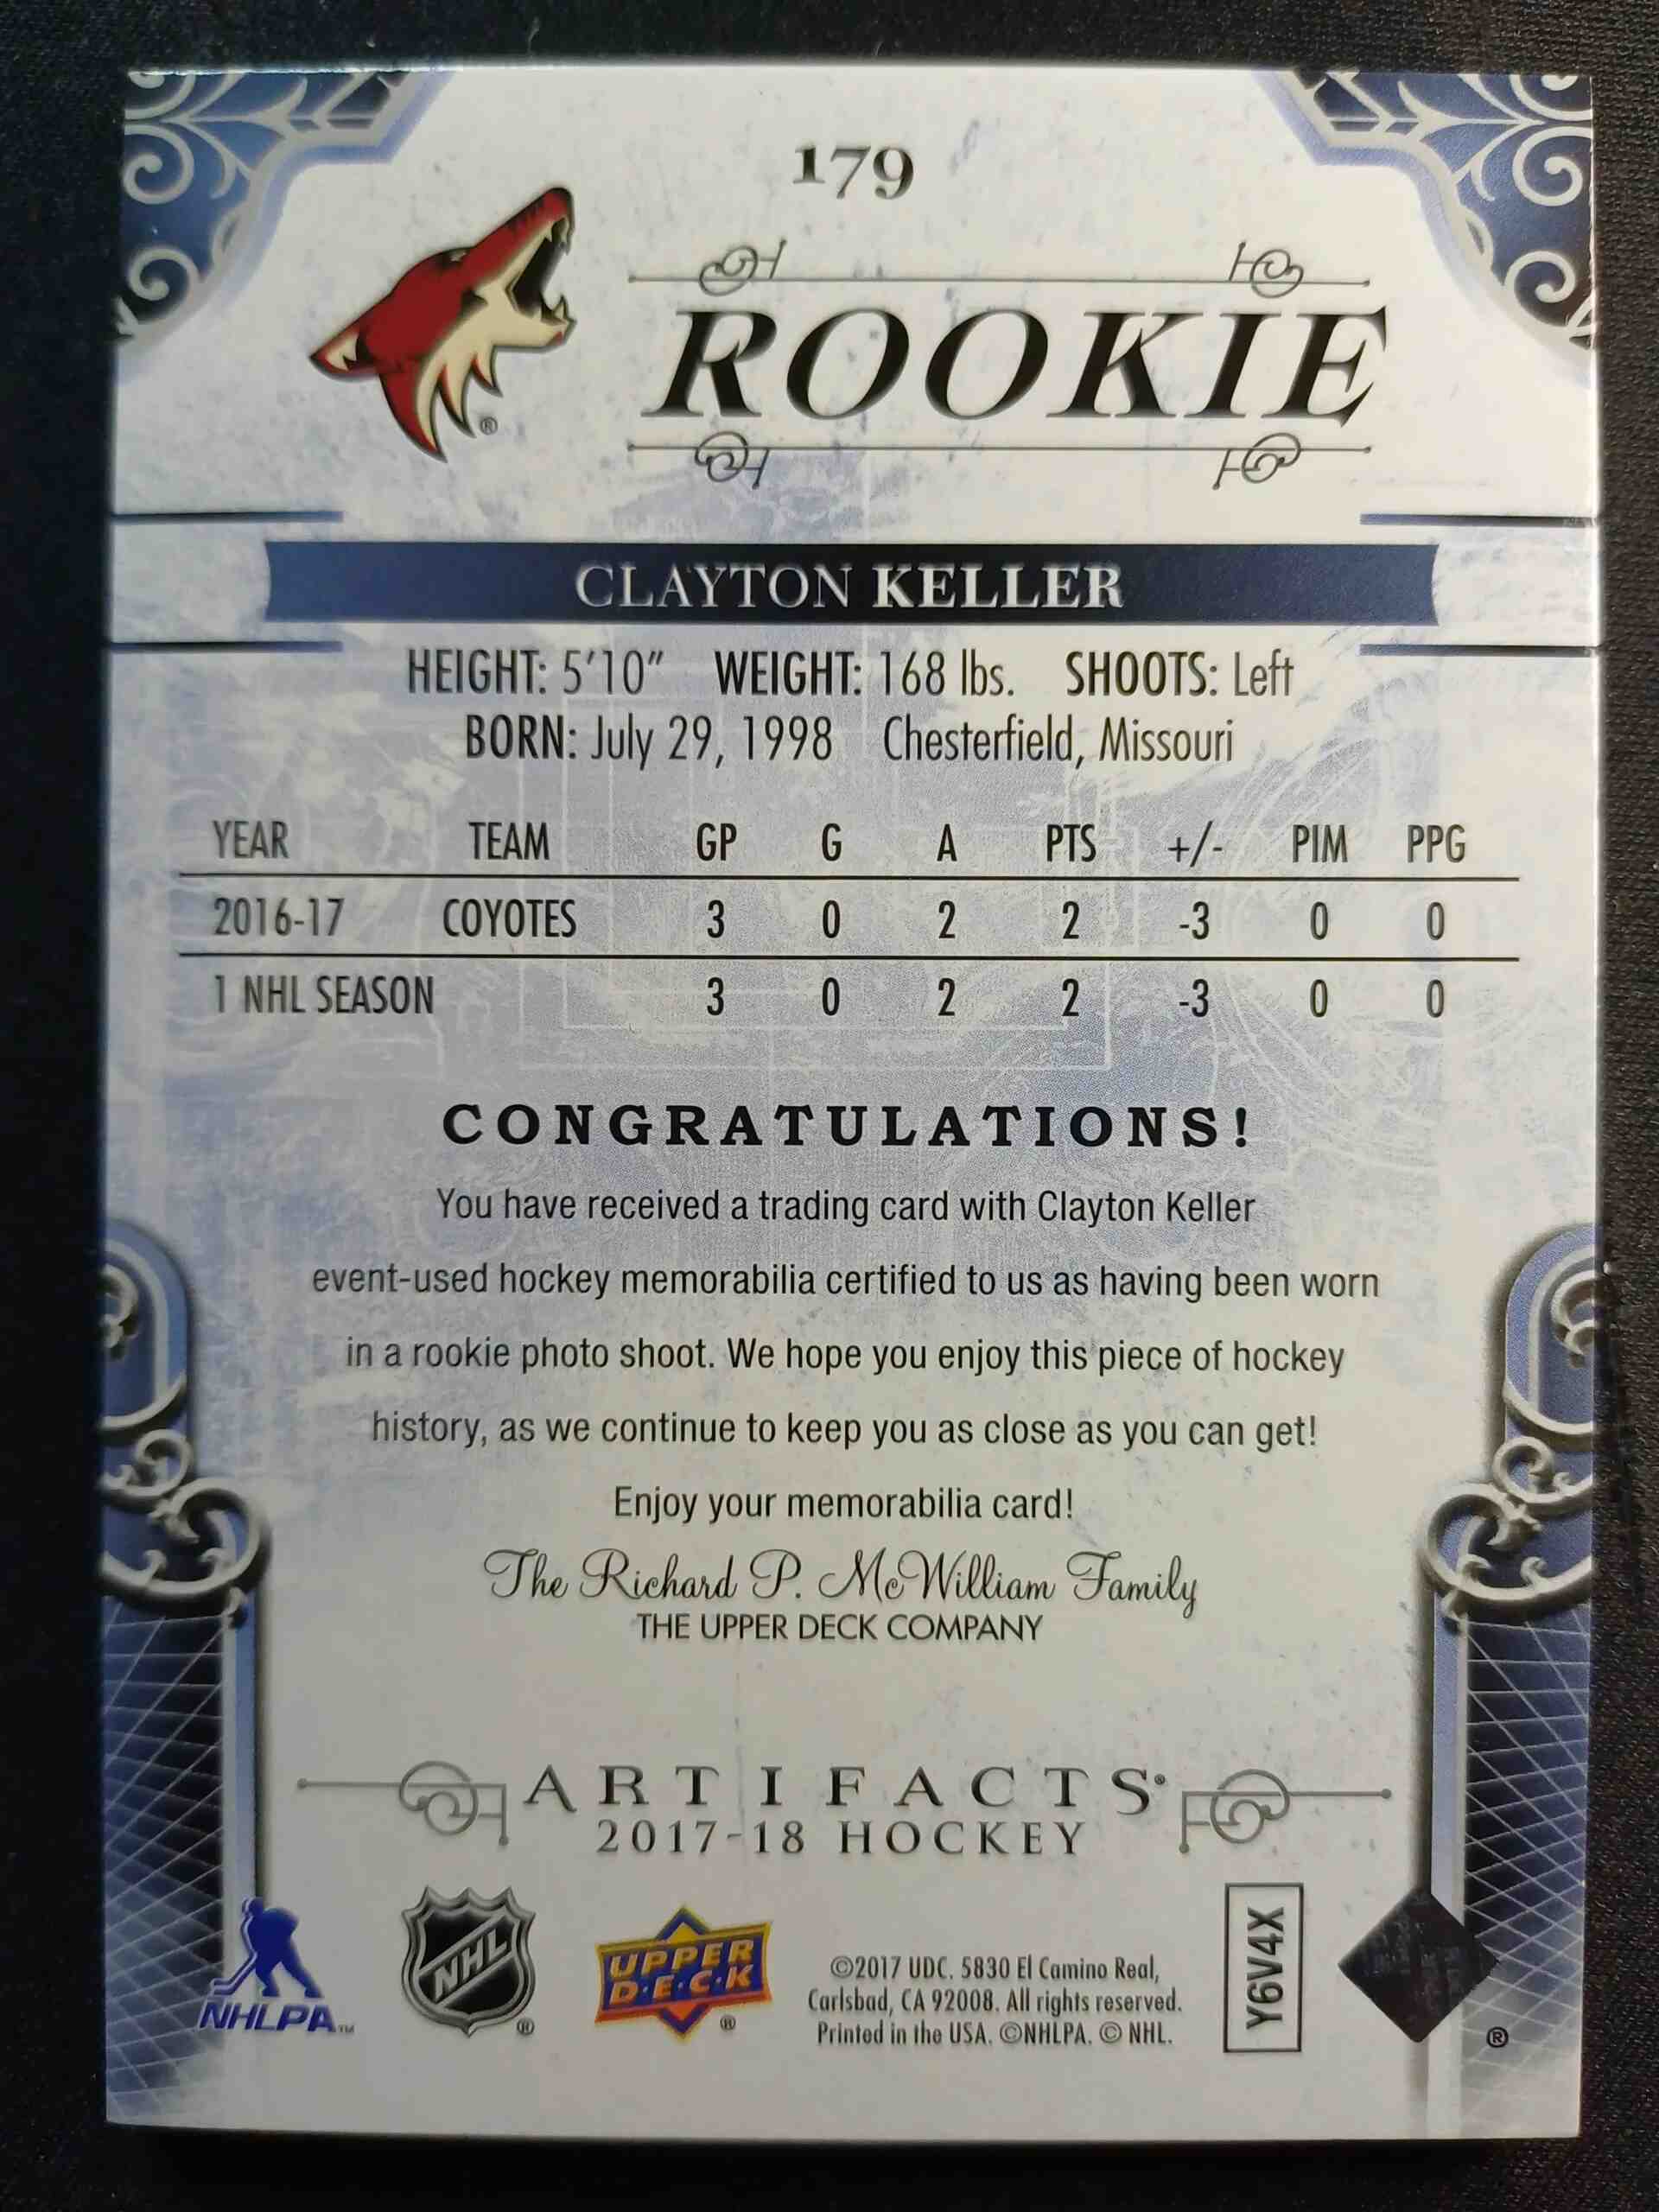 179
ROOKIE
®
CLAYTON KELLER
HEIGHT: 5'10" WEIGHT: 168 lbs. SHOOTS: Left
BORN: July 29, 1998 Chesterfield, Missouri
YEAR TEAM GP G A PTS +/- PIM PPG
2016-17 COYOTES 3 0 2 2 -3 0 0
1 NHL SEASON 3 0 2 2 -3 0 0
CONGRATULATIONS!
You have received a trading card with Clayton Keller
event-used hockey memorabilia certified to us as having been worn
in a rookie photo shoot. We hope you enjoy this piece of hockey
history, as we continue to keep you as close as you can get!
Enjoy your memorabilia card!
The Richard P. McWilliam Family
THE UPPER DECK COMPANY
ARTIFACTS®
2017-18 HOCKEY
NHLPA™
NHL ®
UPPER
D·E·C·K ®
©2017 UDC. 5830 El Camino Real,
Carlsbad, CA 92008. All rights reserved.
Printed in the USA. ©NHLPA. © NHL.
Y6V4X
®